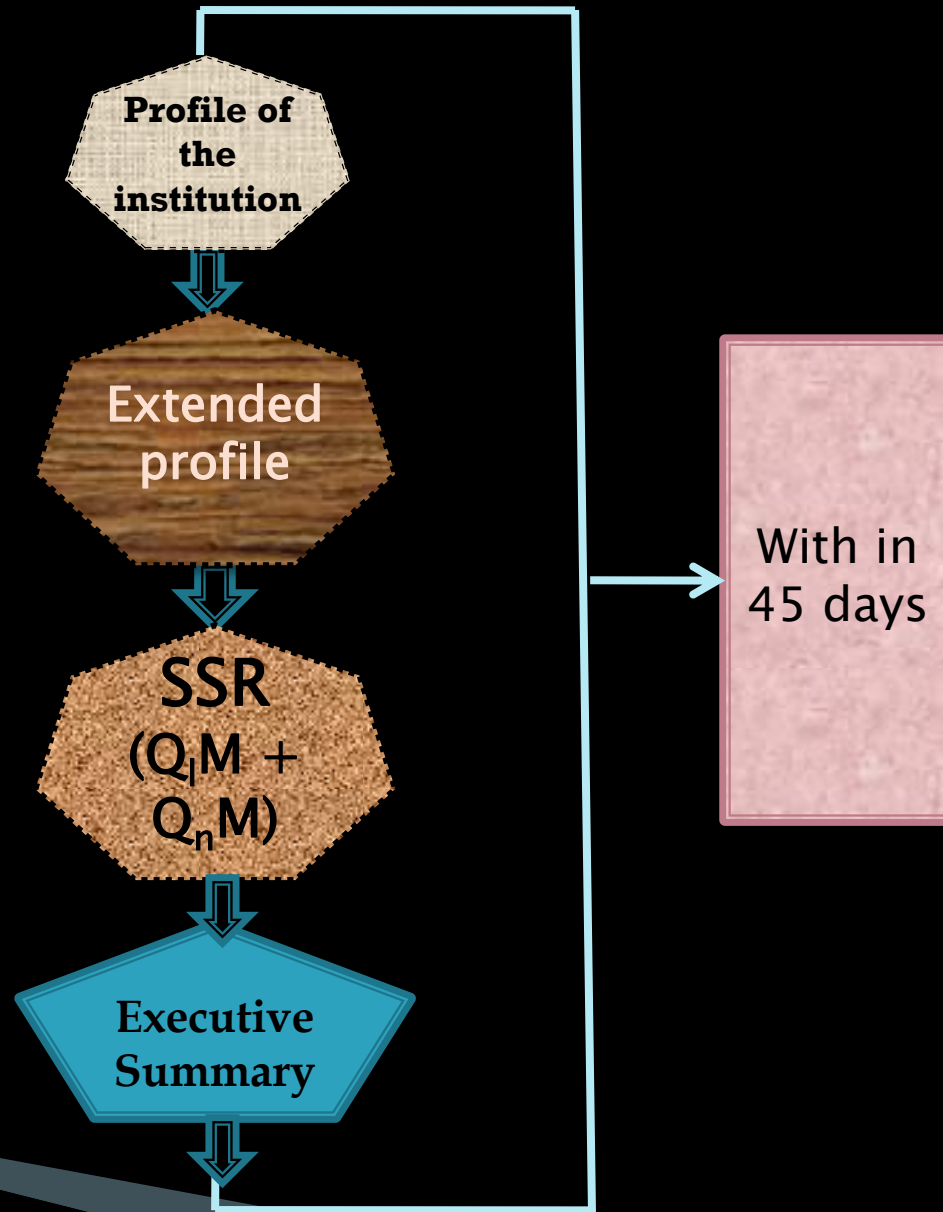 Profile of
the
institution
Extended
profile
SSR
(QₗM +
QₙM)
Executive
Summary
With in
45 days